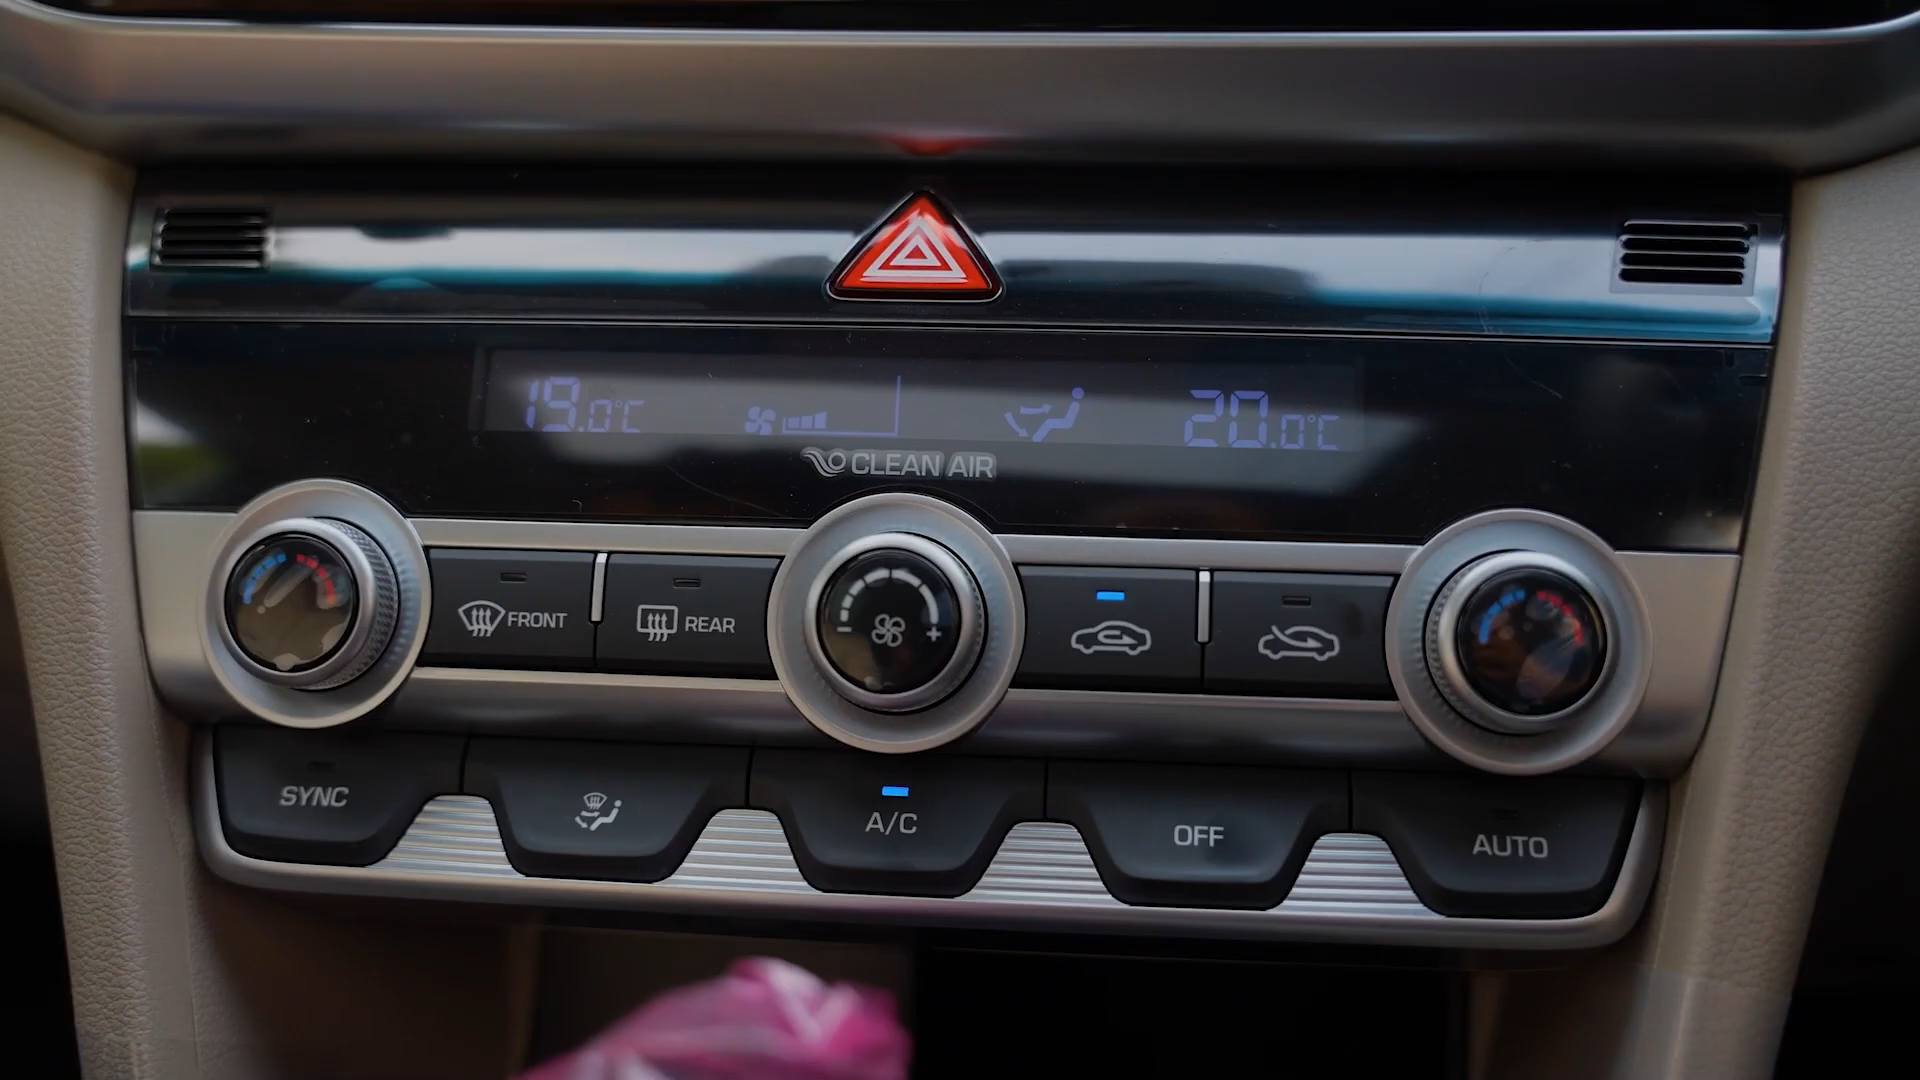 19.0°C 20.0°C
CLEAN AIR
FRONT REAR
- +
SYNC A/C OFF AUTO